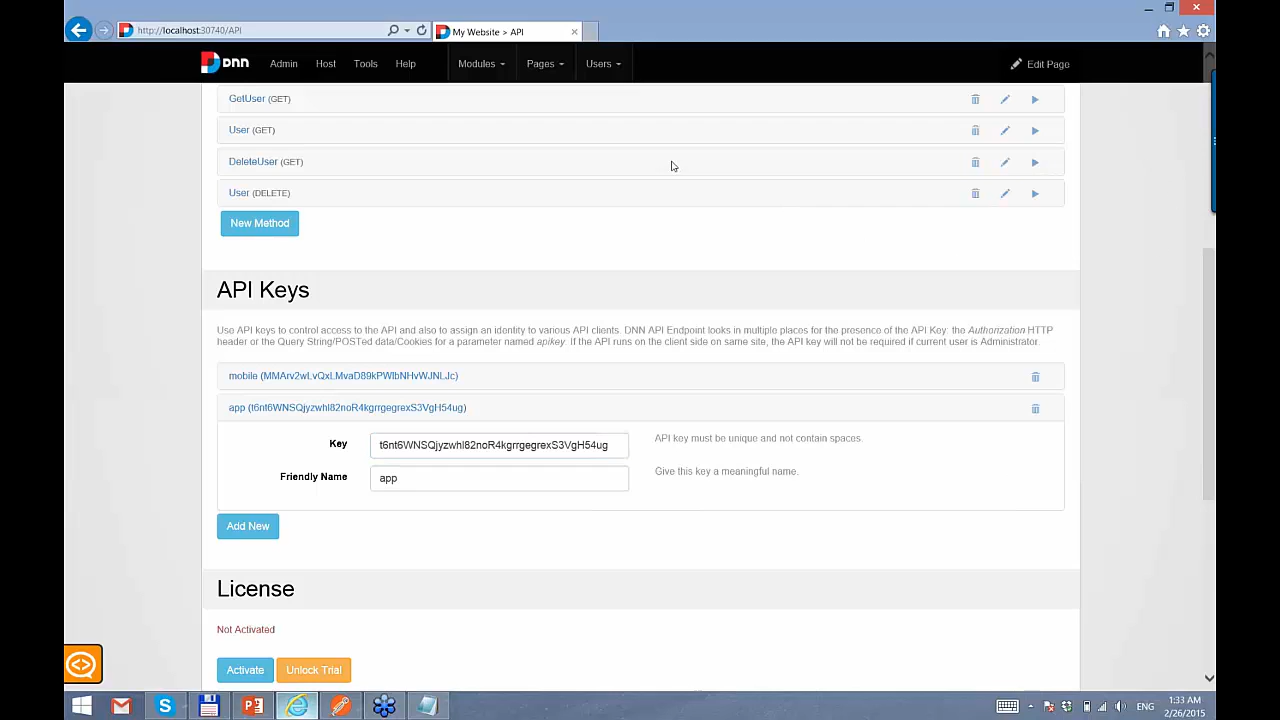 http://localhost:30740/API
My Website > API
DNN
Admin
Host
Tools
Help
Modules
Pages
Users
Edit Page
GetUser (GET)
User (GET)
DeleteUser (GET)
User (DELETE)
New Method
API Keys
Use API keys to control access to the API and also to assign an identity to various API clients. DNN API Endpoint looks in multiple places for the presence of the API Key: the Authorization HTTP
header or the Query String/POSTed data/Cookies for a parameter named apikey. If the API runs on the client side on same site, the API key will not be required if current user is Administrator.
mobile (MMArv2wLvQxLMvaD89kPWIbNHvWJNLJc)
app (t6nt6WNSQjyzwhl82noR4kgrrgegrexS3VgH54ug)
Key
t6nt6WNSQjyzwhl82noR4kgrrgegrexS3VgH54ug
API key must be unique and not contain spaces.
Friendly Name
app
Give this key a meaningful name.
Add New
License
Not Activated
Activate
Unlock Trial
ENG
1:33 AM
2/26/2015